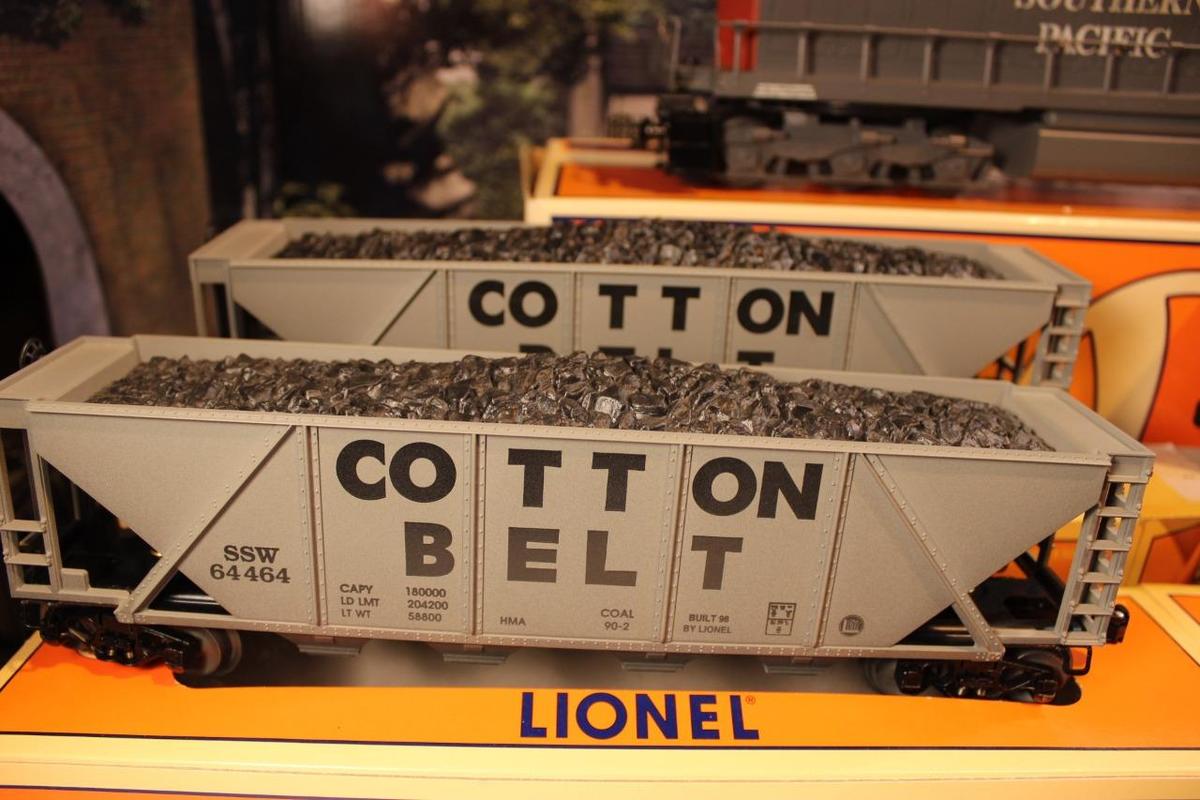 SOUTHERN
PACIFIC
COTTON
COTTON
BELT
SSW
64464
CAPY 180000
LD LMT 204200
LT WT 58800
HMA
COAL
90-2
BUILT 98
BY LIONEL
LIONEL®